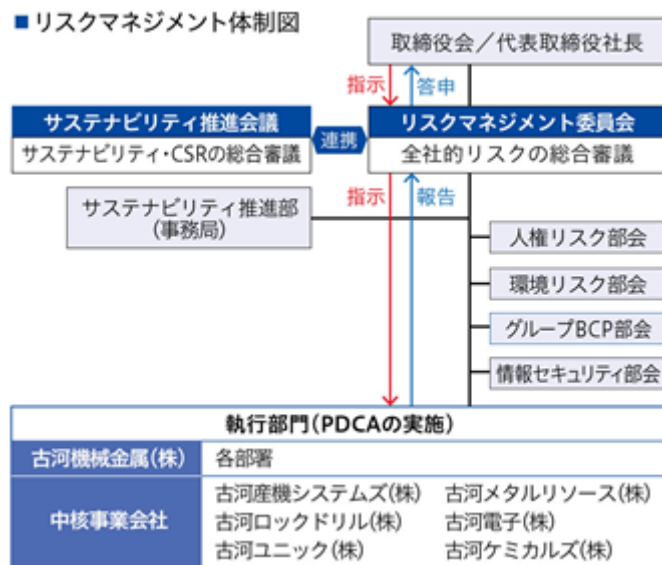 ■リスクマネジメント体制図
取締役会／代表取締役社長
指示 答申
サステナビリティ推進会議
サステナビリティ・CSRの総合審議
連携
リスクマネジメント委員会
全社的リスクの総合審議
指示 報告
サステナビリティ推進部
(事務局)
人権リスク部会
環境リスク部会
グループBCP部会
情報セキュリティ部会
執行部門(PDCAの実施)
古河機械金属(株) 各部署
中核事業会社
古河産機システムズ(株) 古河メタルリソース(株)
古河ロックドリル(株) 古河電子(株)
古河ユニック(株) 古河ケミカルズ(株)